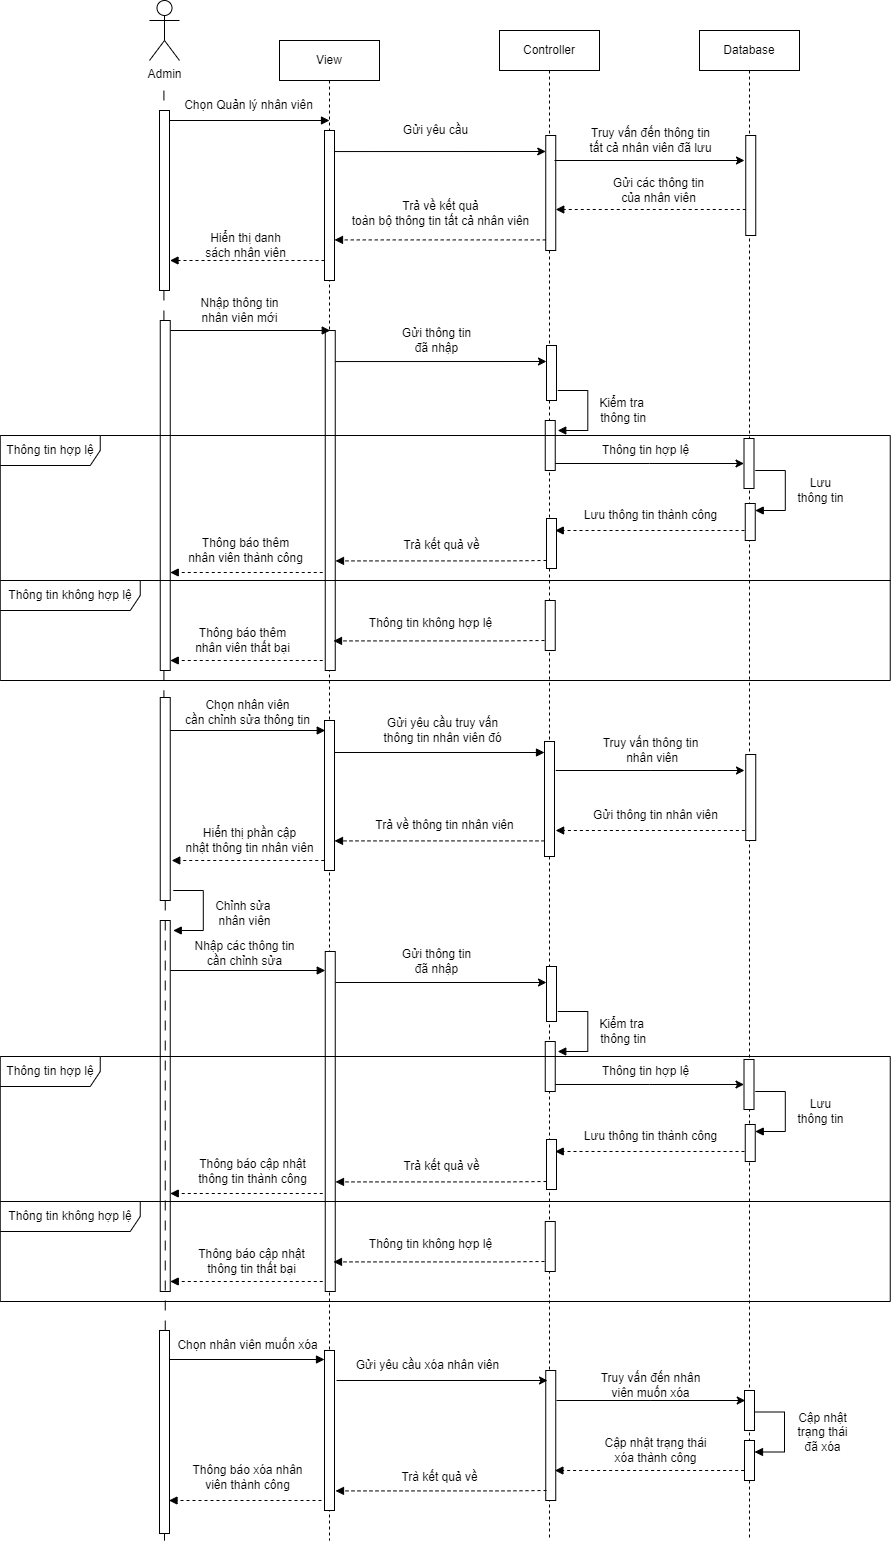 Admin
View
Controller
Database
Chọn Quản lý nhân viên
Gửi yêu cầu
Truy vấn đến thông tin
tất cả nhân viên đã lưu
Gửi các thông tin
của nhân viên
Trả về kết quả
toàn bộ thông tin tất cả nhân viên
Hiển thị danh
sách nhân viên
Nhập thông tin
nhân viên mới
Gửi thông tin
đã nhập
Kiểm tra
thông tin
Thông tin hợp lệ
Thông tin hợp lệ
Lưu
thông tin
Lưu thông tin thành công
Trả kết quả về
Thông báo thêm
nhân viên thành công
Thông tin không hợp lệ
Thông tin không hợp lệ
Thông báo thêm
nhân viên thất bại
Chọn nhân viên
cần chỉnh sửa thông tin
Gửi yêu cầu truy vấn
thông tin nhân viên đó
Truy vấn thông tin
nhân viên
Gửi thông tin nhân viên
Trả về thông tin nhân viên
Hiển thị phần cập
nhật thông tin nhân viên
Chỉnh sửa
nhân viên
Nhập các thông tin
cần chỉnh sửa
Gửi thông tin
đã nhập
Kiểm tra
thông tin
Thông tin hợp lệ
Thông tin hợp lệ
Lưu
thông tin
Lưu thông tin thành công
Trả kết quả về
Thông báo cập nhật
thông tin thành công
Thông tin không hợp lệ
Thông tin không hợp lệ
Thông báo cập nhật
thông tin thất bại
Chọn nhân viên muốn xóa
Gửi yêu cầu xóa nhân viên
Truy vấn đến nhân
viên muốn xóa
Cập nhật
trạng thái
đã xóa
Cập nhật trạng thái
xóa thành công
Trả kết quả về
Thông báo xóa nhân
viên thành công